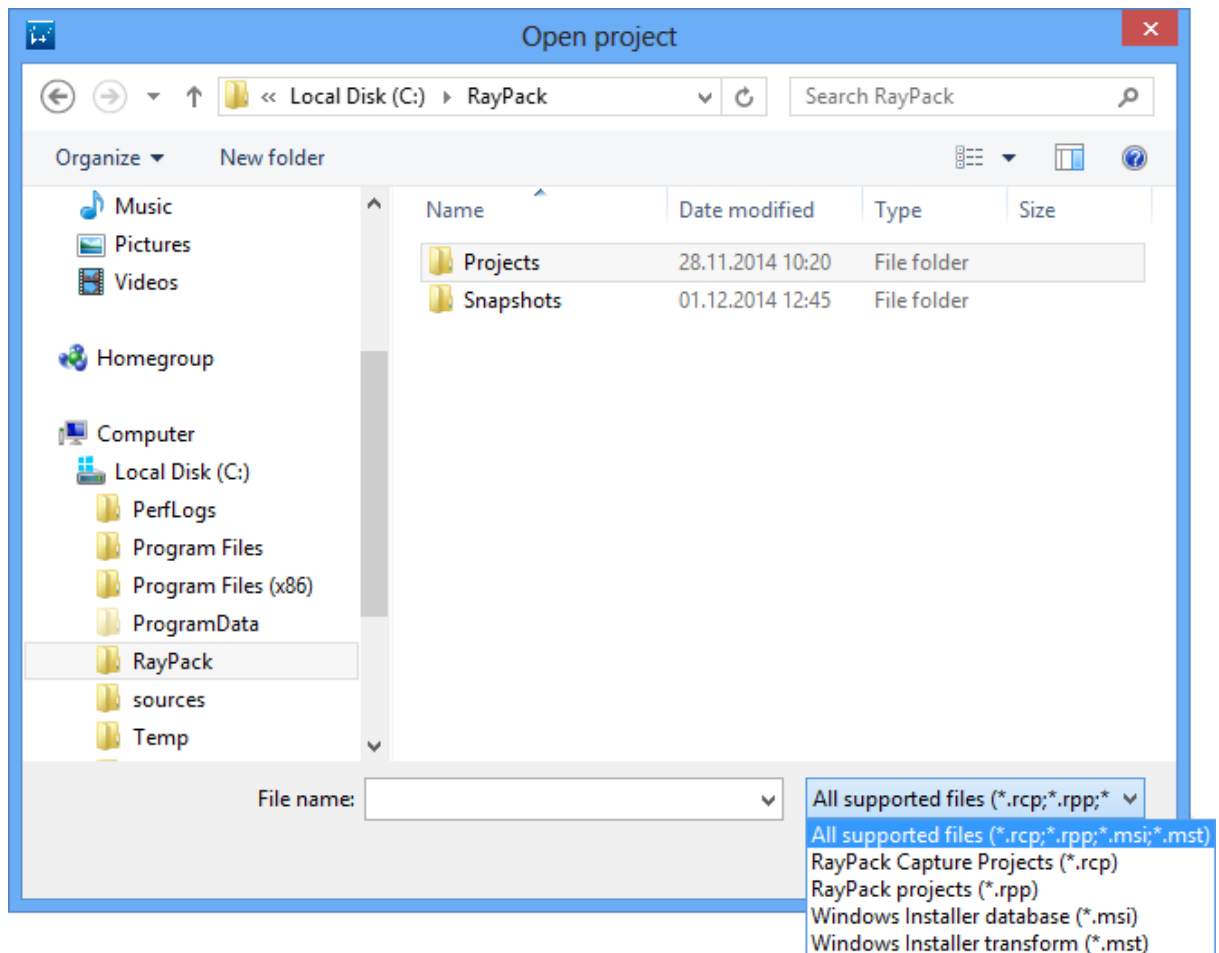 Open project
« Local Disk (C:) RayPack
Search RayPack
Organize
New folder
Music
Pictures
Videos
Homegroup
Computer
Local Disk (C:)
PerfLogs
Program Files
Program Files (x86)
ProgramData
RayPack
sources
Temp
Name Date modified Type Size
Projects 28.11.2014 10:20 File folder
Snapshots 01.12.2014 12:45 File folder
File name:
All supported files (*.rcp;*.rpp;*
All supported files (*.rcp;*.rpp;*.msi;*.mst)
RayPack Capture Projects (*.rcp)
RayPack projects (*.rpp)
Windows Installer database (*.msi)
Windows Installer transform (*.mst)